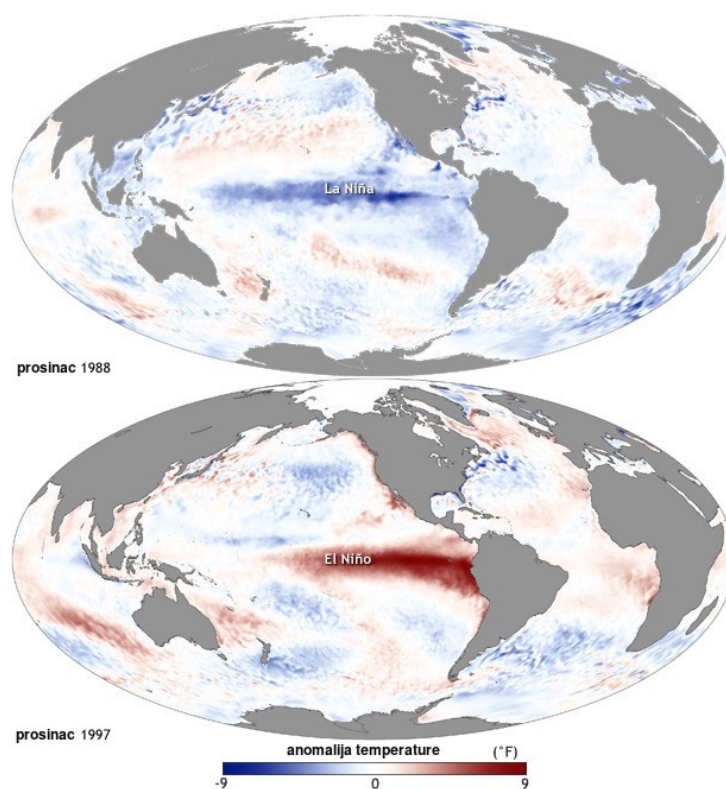 La Niña
prosinac 1988
El Niño
prosinac 1997
anomalija temperature (°F)
-9 0 9